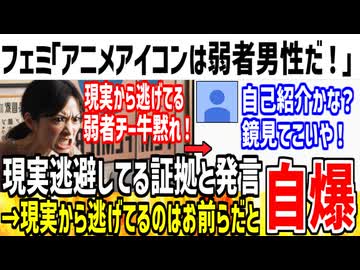 フェミ｢アニメアイコンは弱者男性だ！｣
現実から逃げてる
弱者チー牛黙れ！
自己紹介かな？
鏡見てこいや！
現実逃避してる証拠と発言
→現実から逃げてるのはお前らだと
自爆